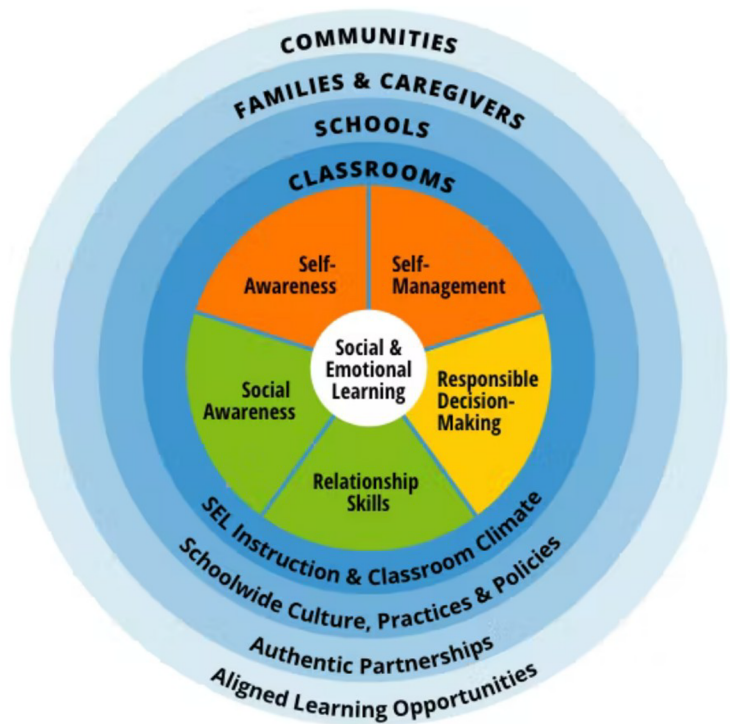 COMMUNITIES
FAMILIES & CAREGIVERS
SCHOOLS
CLASSROOMS
Self-
Awareness
Self-
Management
Social &
Emotional
Learning
Social
Awareness
Responsible
Decision-
Making
Relationship
Skills
SEL Instruction & Classroom Climate
Schoolwide Culture, Practices & Policies
Authentic Partnerships
Aligned Learning Opportunities